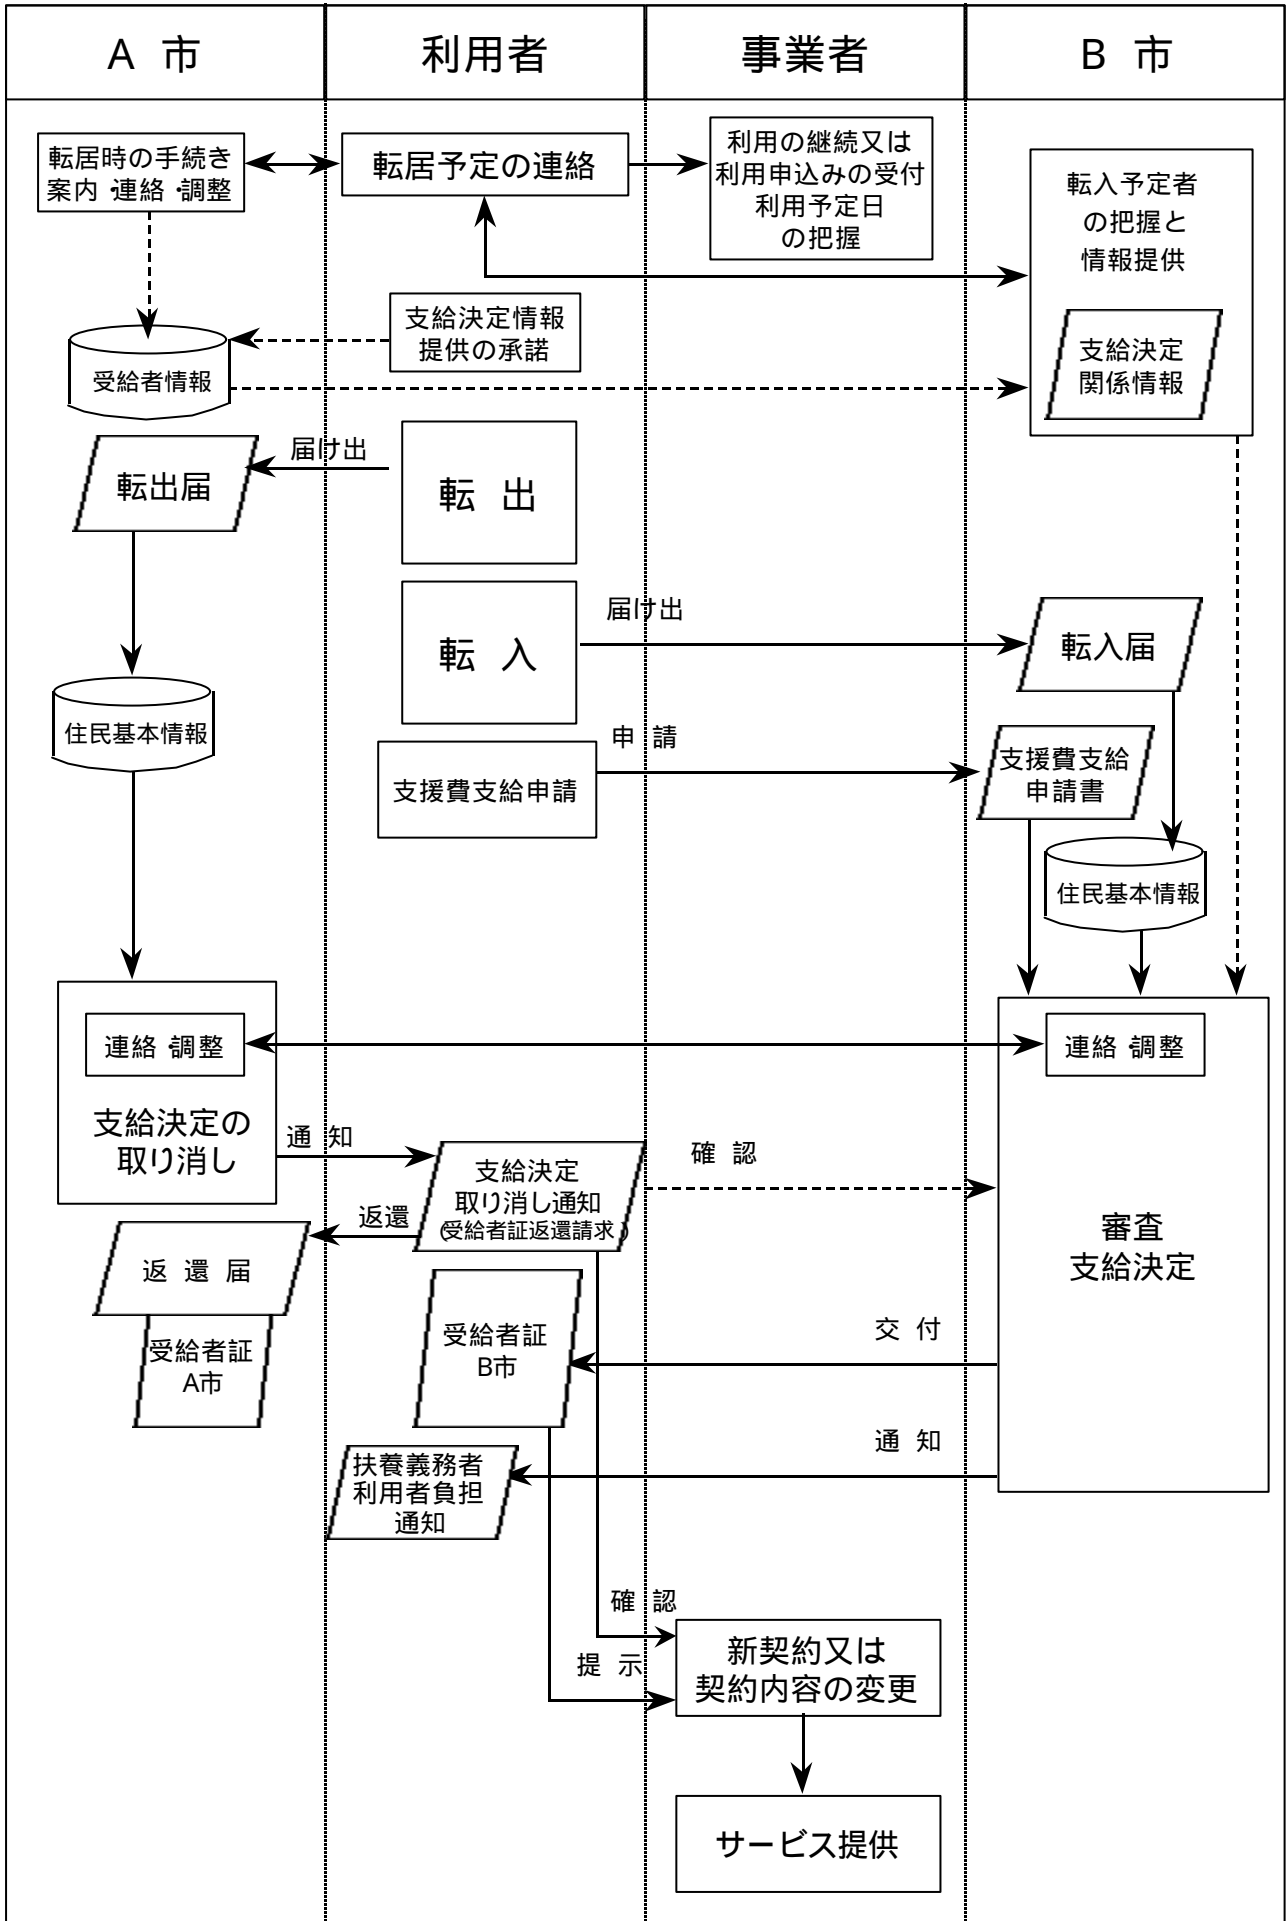 A 市
利用者
事業者
B 市
転居時の手続き
案内・連絡・調整
転居予定の連絡
利用の継続又は
利用申込みの受付
利用予定日
の把握
転入予定者
の把握と
情報提供
支給決定
関係情報
支給決定情報
提供の承諾
受給者情報
届け出
転出届
転 出
転 入
届け出
転入届
住民基本情報
申 請
支援費支給申請
支援費支給
申請書
住民基本情報
連絡・調整
連絡・調整
支給決定の
取り消し
通 知
支給決定
取り消し通知
(受給者証返還請求)
確 認
返還
審査
支給決定
返 還 届
受給者証
A市
受給者証
B市
交 付
通 知
扶養義務者
利用者負担
通知
確 認
提 示
新契約又は
契約内容の変更
サービス提供